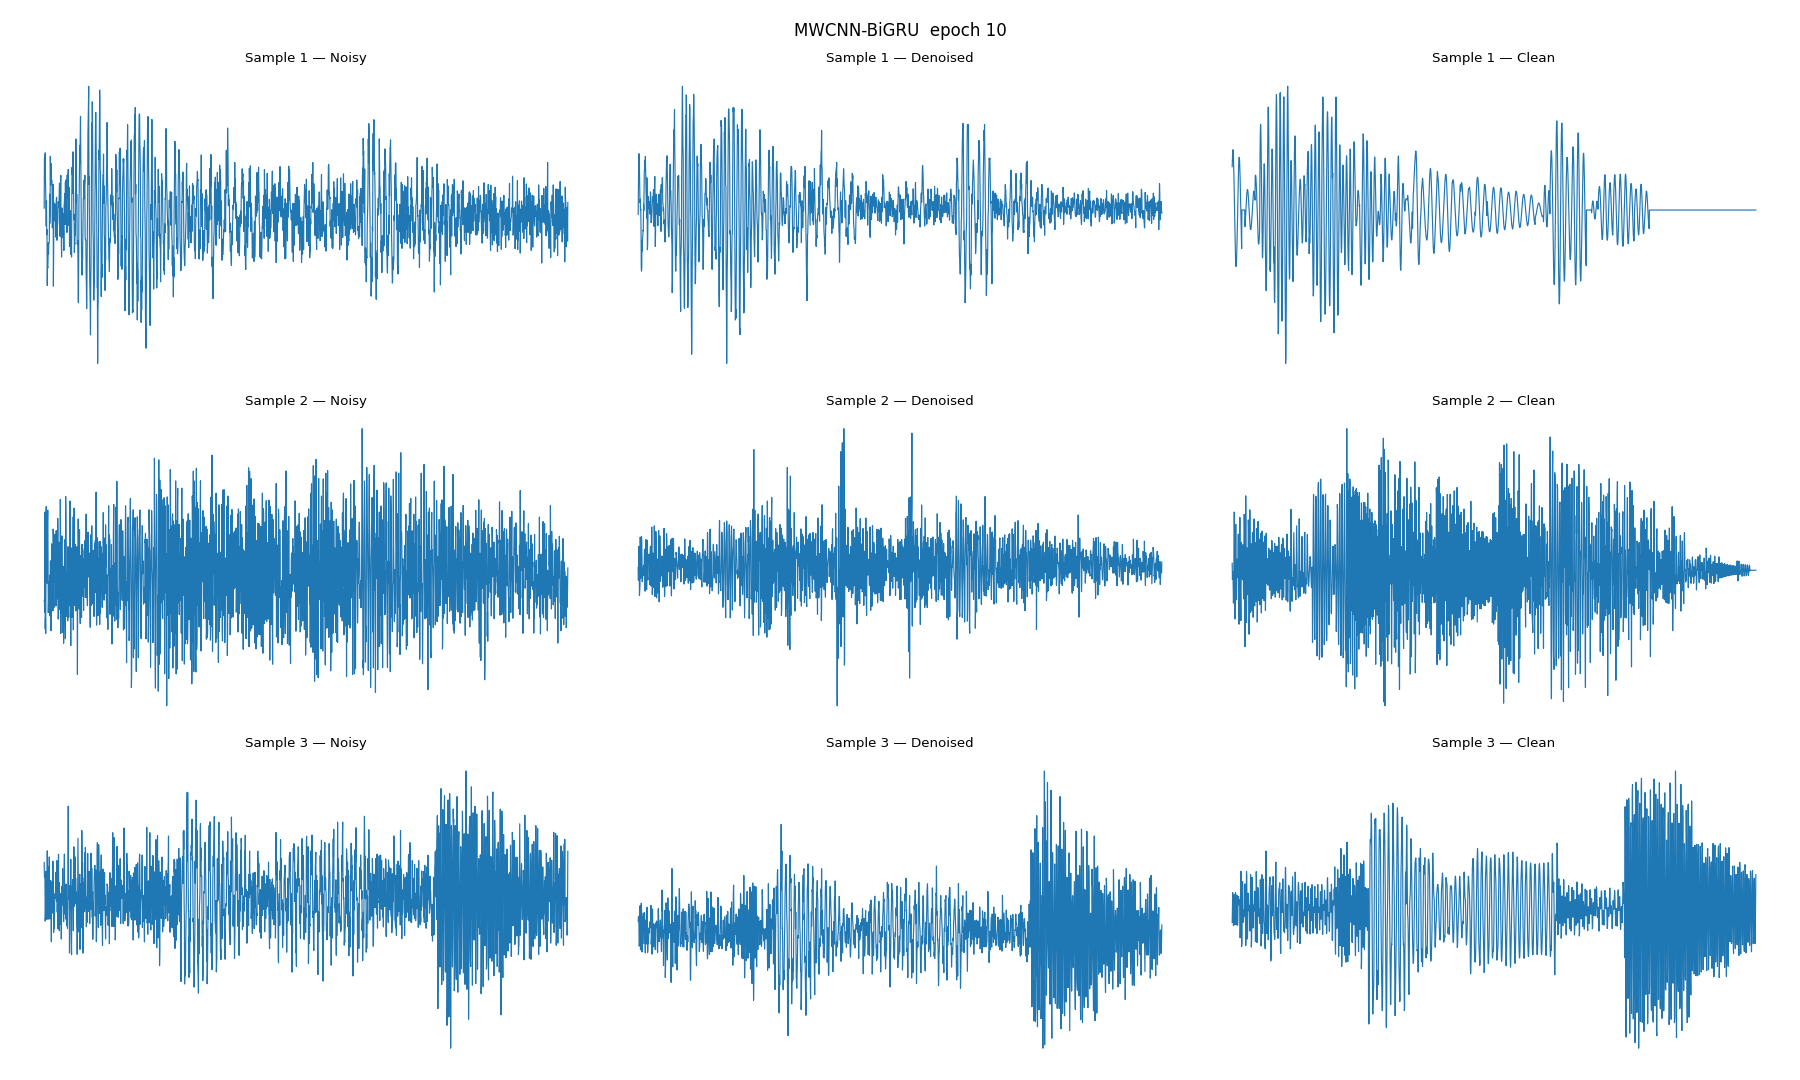 MWCNN-BiGRU  epoch 10
Sample 1 — Noisy
Sample 1 — Denoised
Sample 1 — Clean
Sample 2 — Noisy
Sample 2 — Denoised
Sample 2 — Clean
Sample 3 — Noisy
Sample 3 — Denoised
Sample 3 — Clean